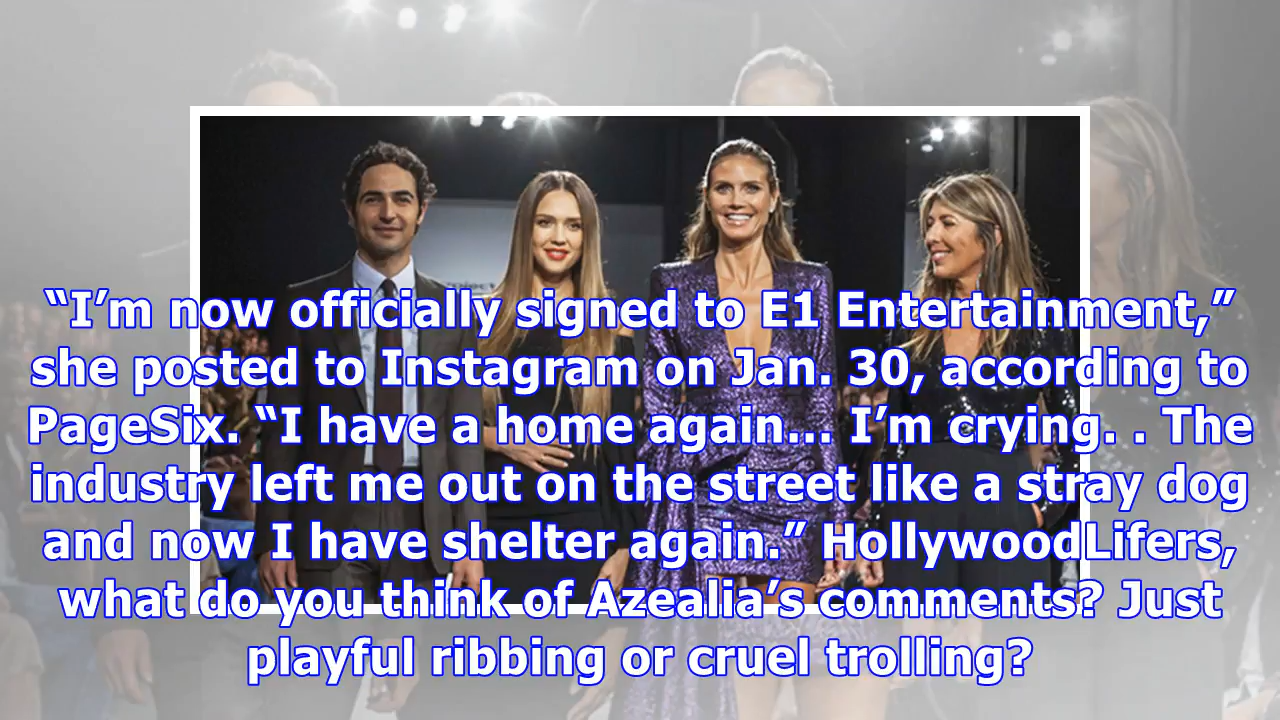 “I’m now officially signed to E1 Entertainment,”
she posted to Instagram on Jan. 30, according to
PageSix. “I have a home again... I’m crying. . The
industry left me out on the street like a stray dog
and now I have shelter again.” HollywoodLifers,
what do you think of Azealia’s comments? Just
playful ribbing or cruel trolling?